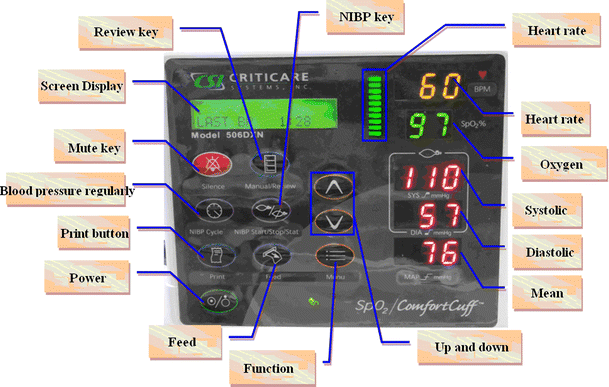 Review key
NIBP key
Heart rate
Screen Display
CSI CRITICARE
SYSTEMS, INC.
60
BPM
Heart rate
LAST B 1:28
97
SpO₂%
Model 506DXN
Mute key
Oxygen
Silence
Manual/Review
110
SYS mmHg
Systolic
Blood pressure regularly
NIBP Cycle
NIBP Start/Stop/Stat
57
DIA mmHg
Diastolic
Print button
76
MAP mmHg
Mean
Print
Feed
Menu
Power
SpO₂/ComfortCuff™
Feed
Function
Up and down